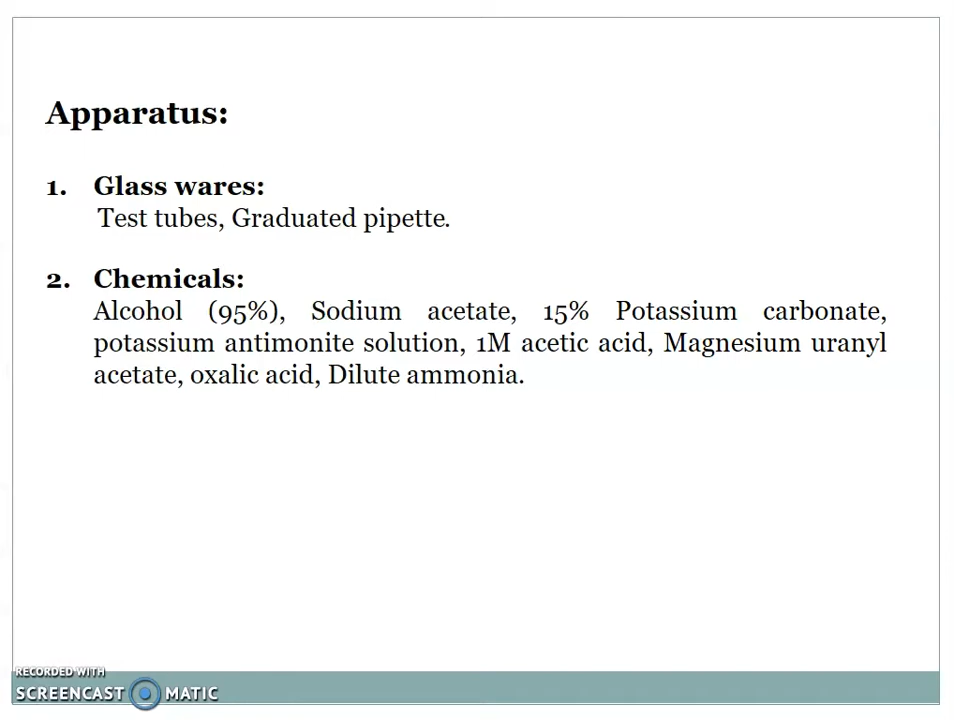 Apparatus:
1. Glass wares:
Test tubes, Graduated pipette.
2. Chemicals:
Alcohol (95%), Sodium acetate, 15% Potassium carbonate,
potassium antimonite solution, 1M acetic acid, Magnesium uranyl
acetate, oxalic acid, Dilute ammonia.
RECORDED WITH
SCREENCAST MATIC